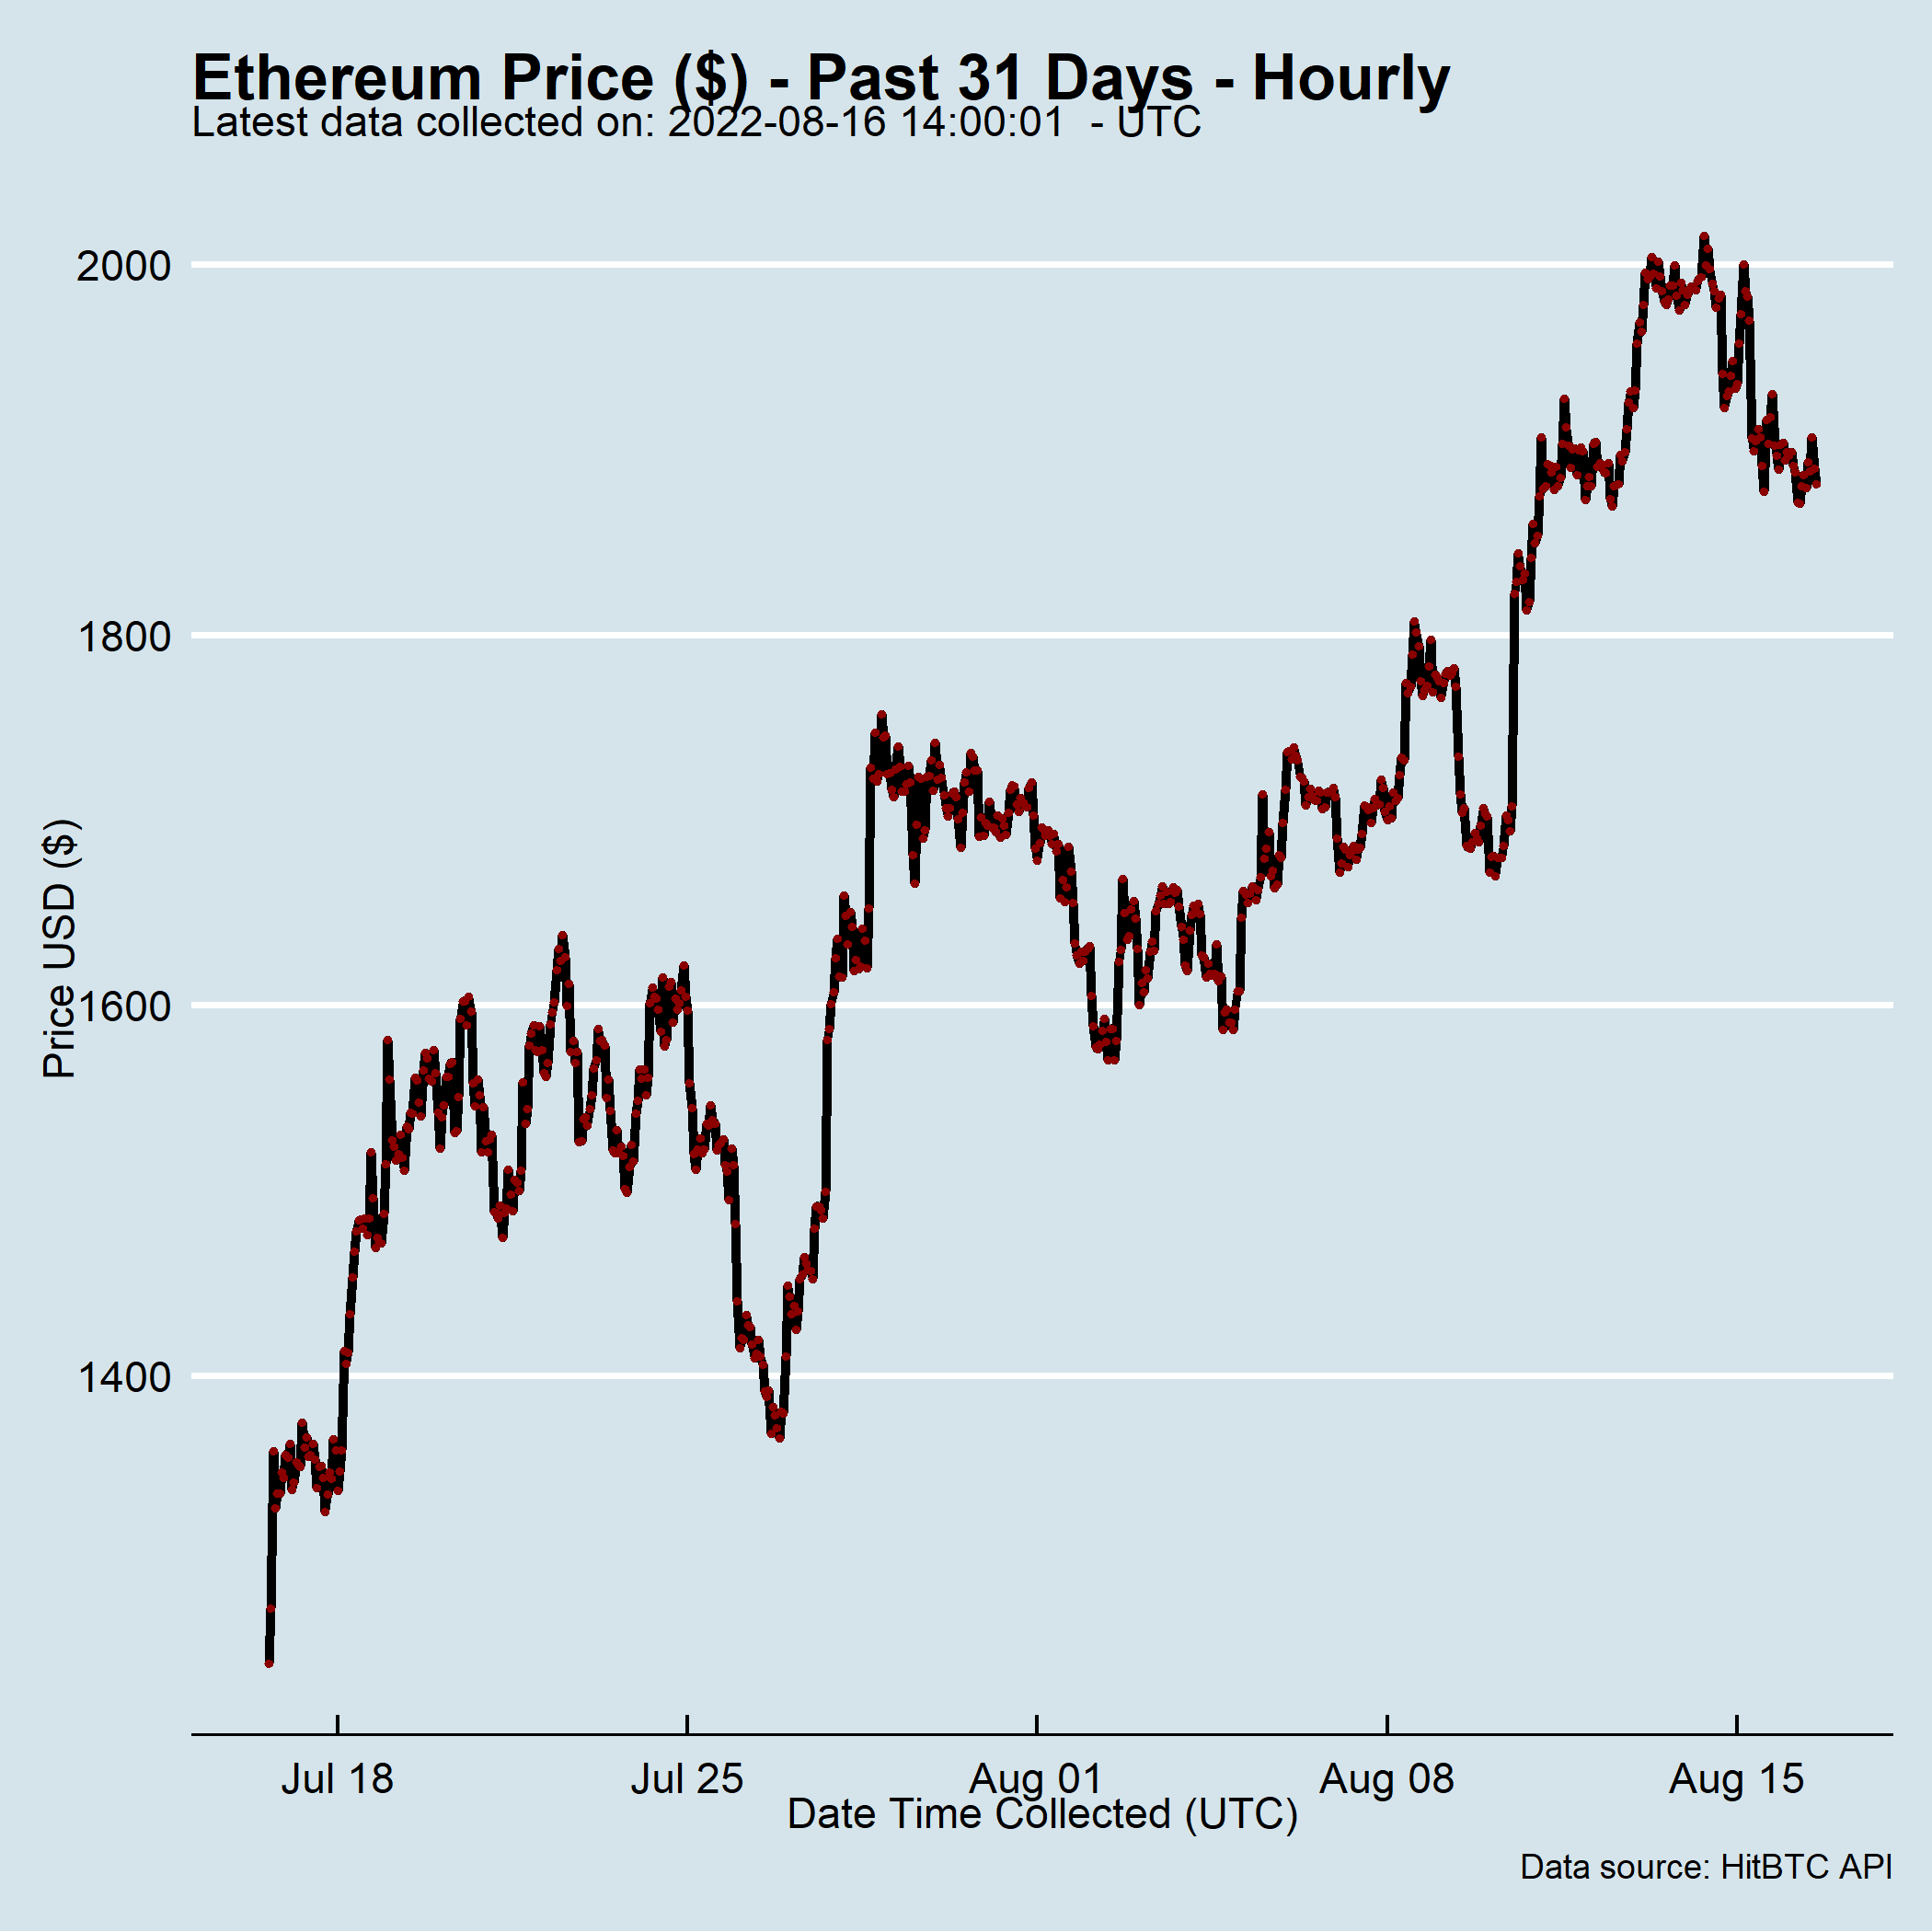 Ethereum Price ($) - Past 31 Days - Hourly
Latest data collected on: 2022-08-16 14:00:01  - UTC
2000
1800
1600
1400
Price USD ($)
Jul 18
Jul 25
Aug 01
Aug 08
Aug 15
Date Time Collected (UTC)
Data source: HitBTC API